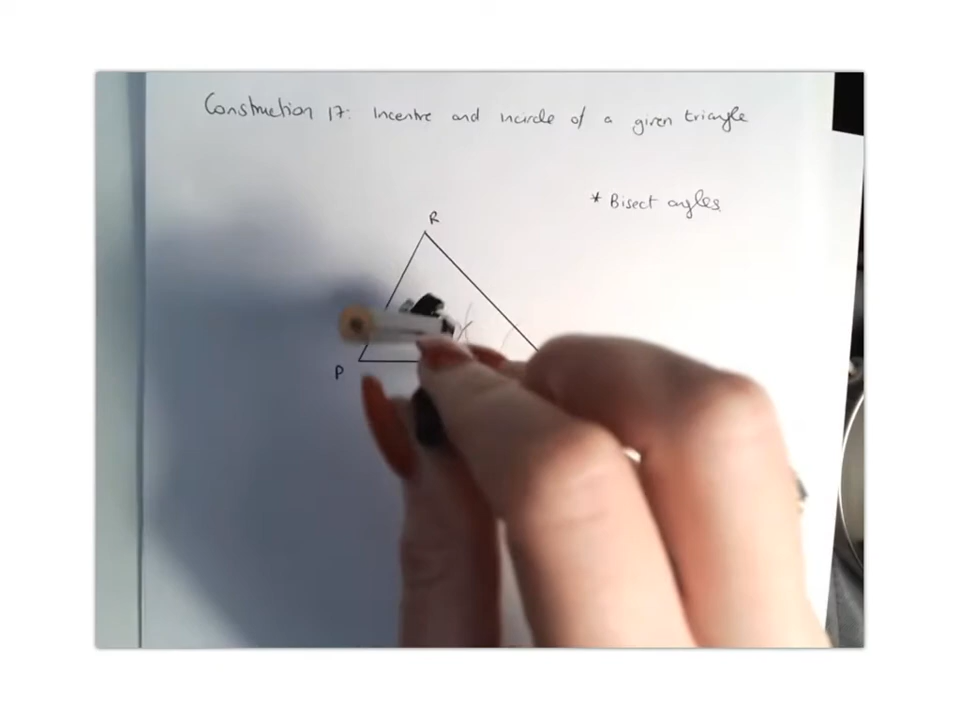 Construction 17: Incentre and incircle of a given triangle
* Bisect angles.
R
P